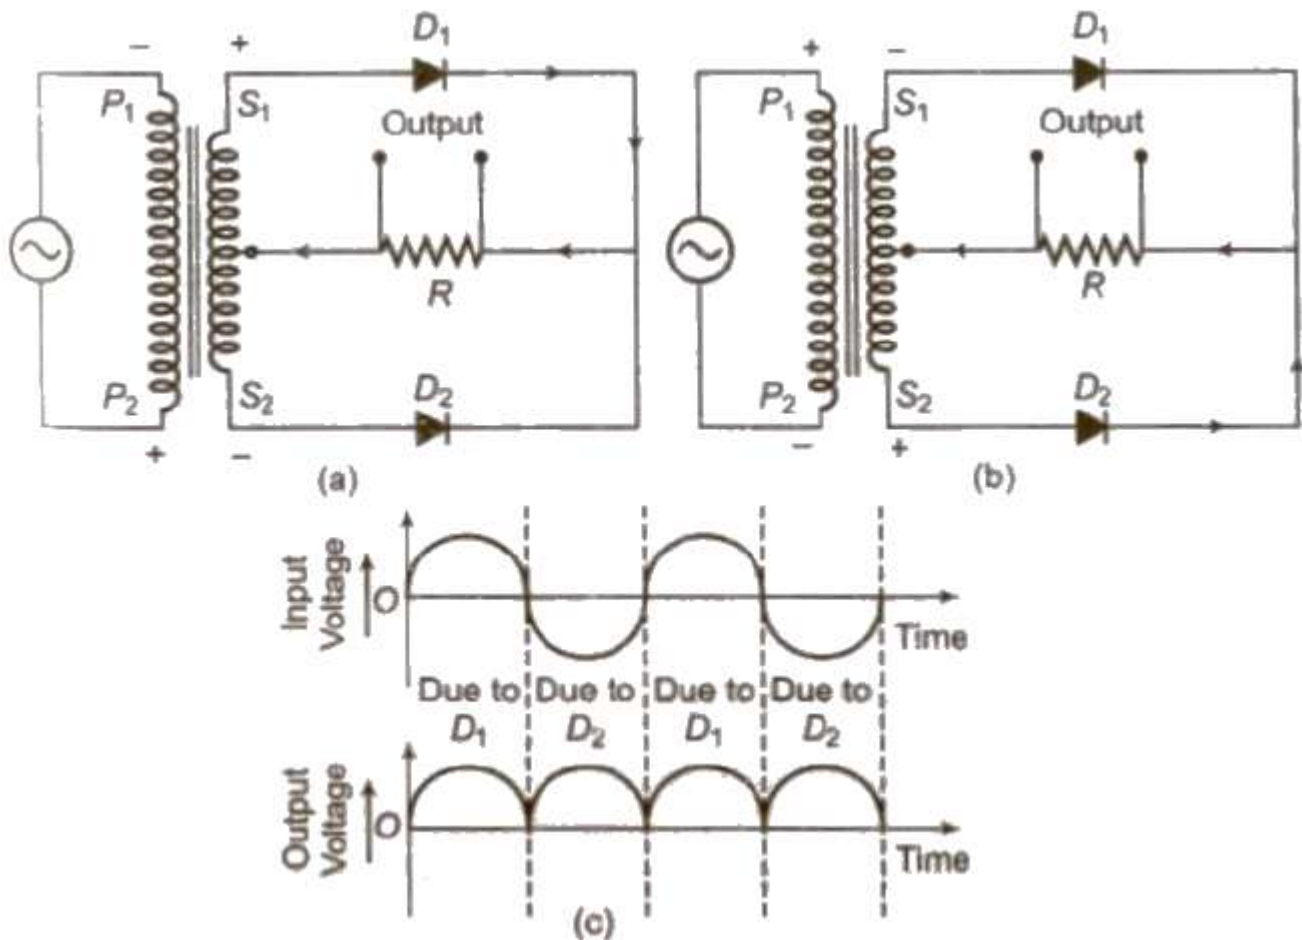 − + D₁
P₁ S₁
Output
R
P₂ S₂ D₂
+ −
(a)
+ − D₁
P₁ S₁
Output
R
P₂ S₂ D₂
− +
(b)
Input
Voltage
O
Time
Due to Due to Due to Due to
D₁ D₂ D₁ D₂
Output
Voltage
O
Time
(c)